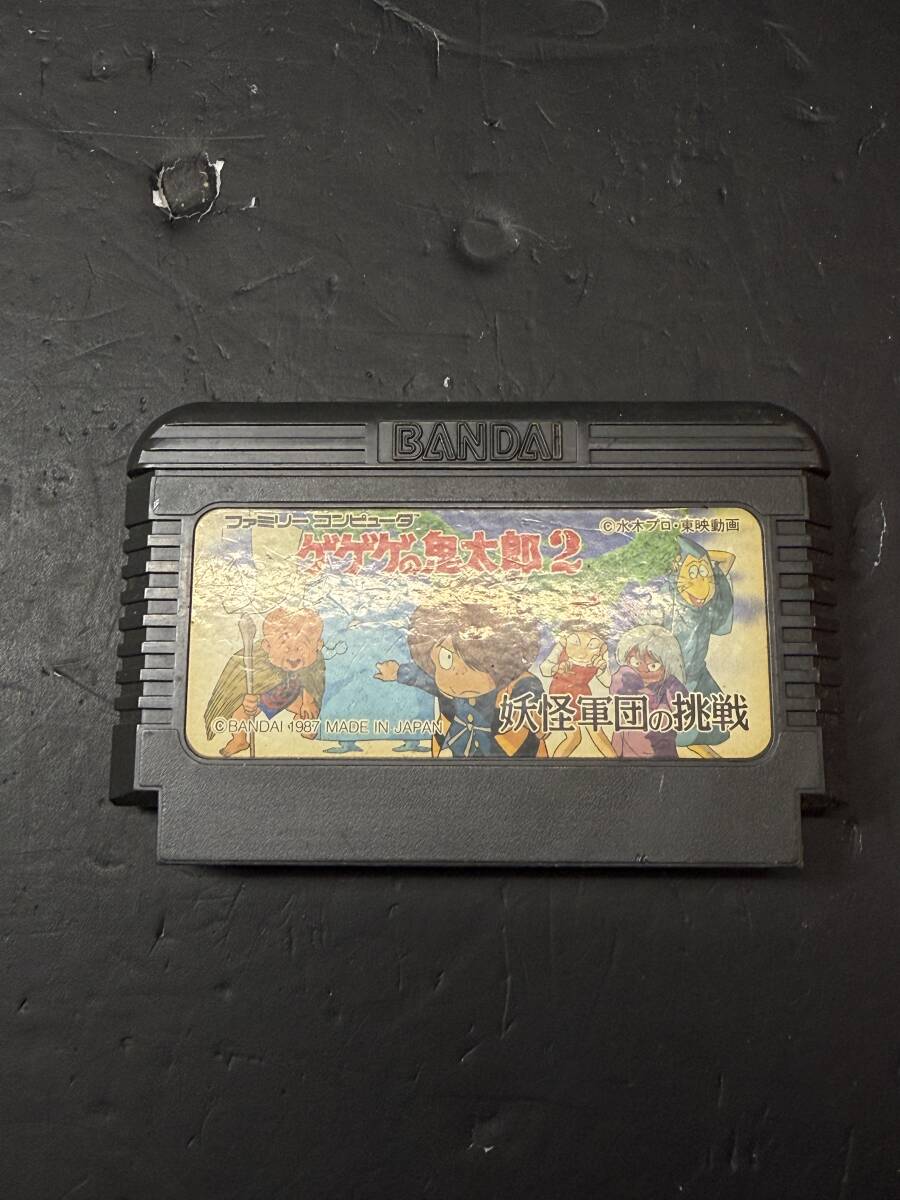 BANDAI
ファミリーコンピュータ™
©水木プロ・東映動画
ゲゲゲの鬼太郎2
妖怪軍団の挑戦
©BANDAI 1987 MADE IN JAPAN